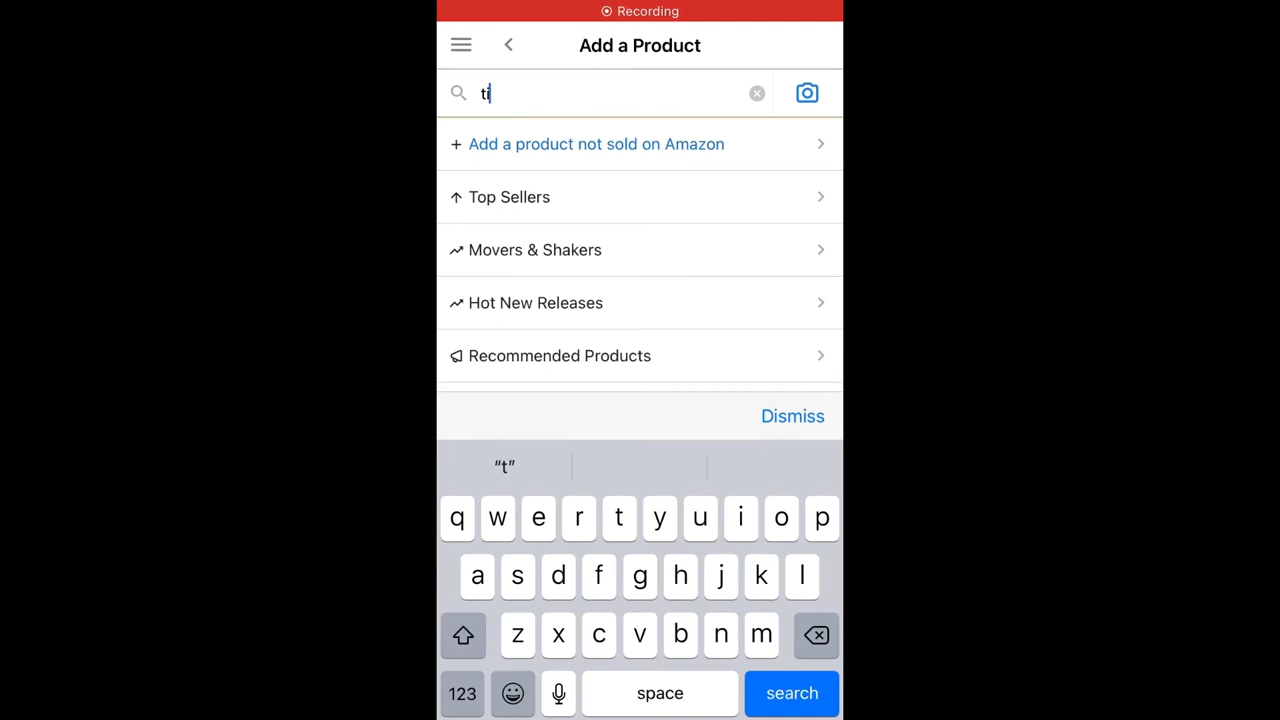 Recording
Add a Product
ti
+ Add a product not sold on Amazon
Top Sellers
Movers & Shakers
Hot New Releases
Recommended Products
Dismiss
“t”
q w e r t y u i o p
a s d f g h j k l
z x c v b n m
123 space search